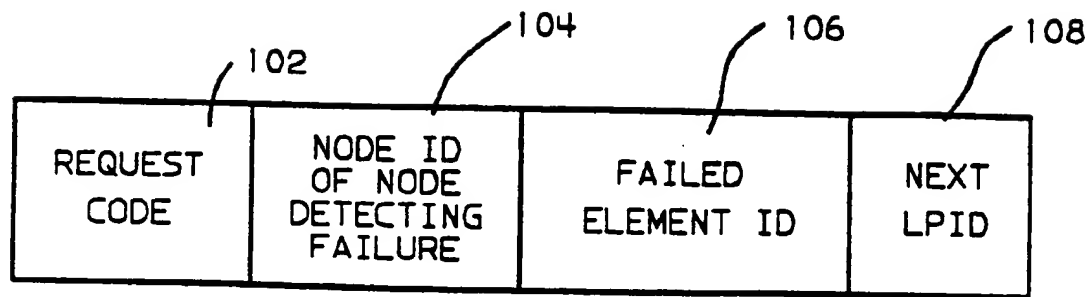 102
104
106
108
REQUEST
CODE
NODE ID
OF NODE
DETECTING
FAILURE
FAILED
ELEMENT ID
NEXT
LPID